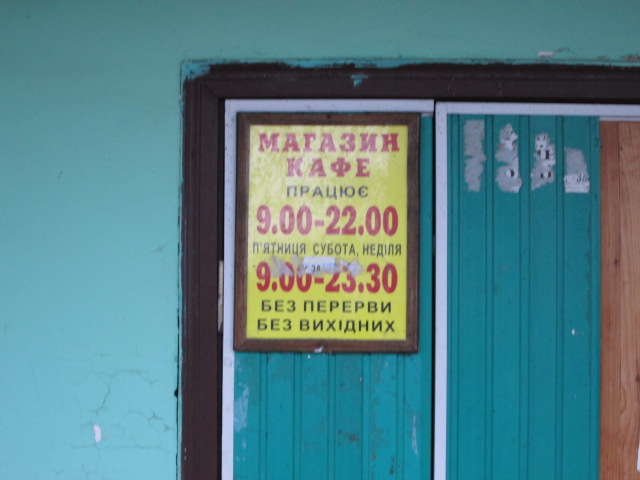 МАГАЗИН
КАФЕ
ПРАЦЮЄ
9.00-22.00
П'ЯТНИЦЯ СУБОТА, НЕДІЛЯ
9.00-23.30
БЕЗ ПЕРЕРВИ
БЕЗ ВИХІДНИХ